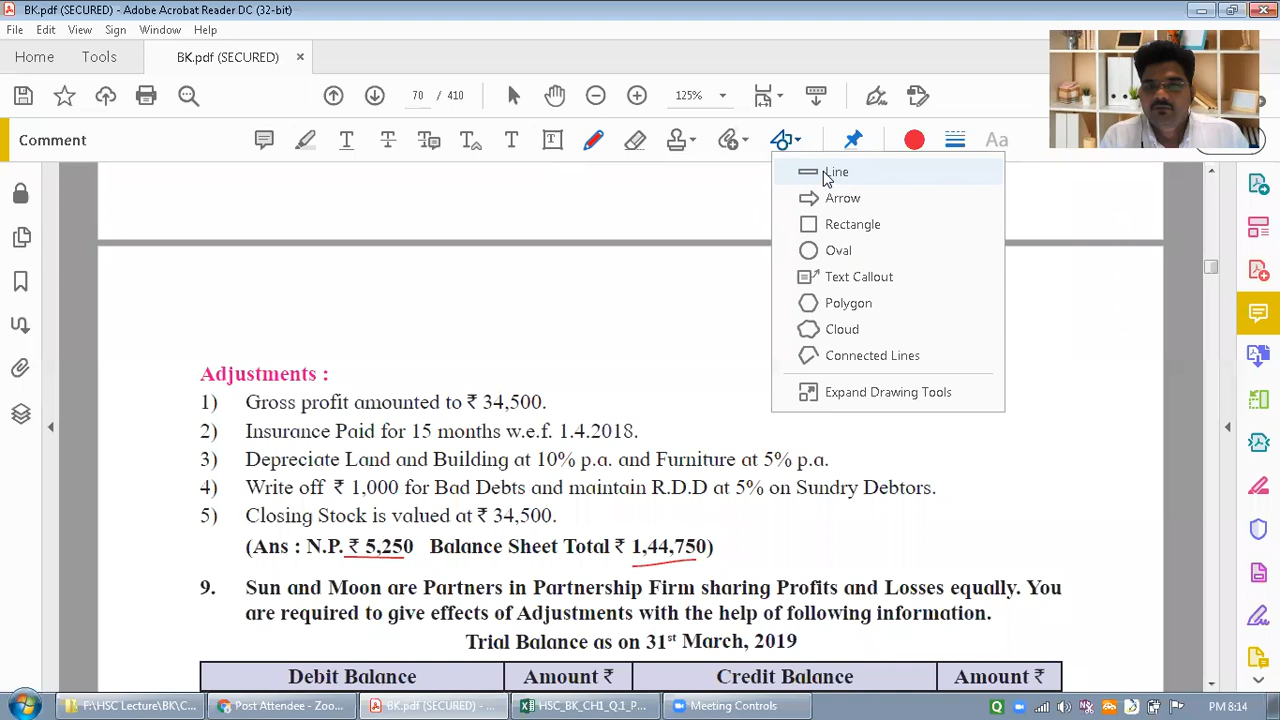 BK.pdf (SECURED) - Adobe Acrobat Reader DC (32-bit)
File Edit View Sign Window Help
Home Tools BK.pdf (SECURED) ×
70 / 410 125%
Comment
Aa
Line
Arrow
Rectangle
Oval
Text Callout
Polygon
Cloud
Connected Lines
Expand Drawing Tools
Adjustments :
1) Gross profit amounted to ₹ 34,500.
2) Insurance Paid for 15 months w.e.f. 1.4.2018.
3) Depreciate Land and Building at 10% p.a. and Furniture at 5% p.a.
4) Write off ₹ 1,000 for Bad Debts and maintain R.D.D at 5% on Sundry Debtors.
5) Closing Stock is valued at ₹ 34,500.
(Ans : N.P. ₹ 5,250 Balance Sheet Total ₹ 1,44,750)
9. Sun and Moon are Partners in Partnership Firm sharing Profits and Losses equally. You
are required to give effects of Adjustments with the help of following information.
Trial Balance as on 31st March, 2019
Debit Balance Amount ₹ Credit Balance Amount ₹
F:\HSC Lecture\BK\C... Post Attendee - Zoo... BK.pdf (SECURED) - ... HSC_BK_CH1_Q.1_P... Meeting Controls PM 8:14